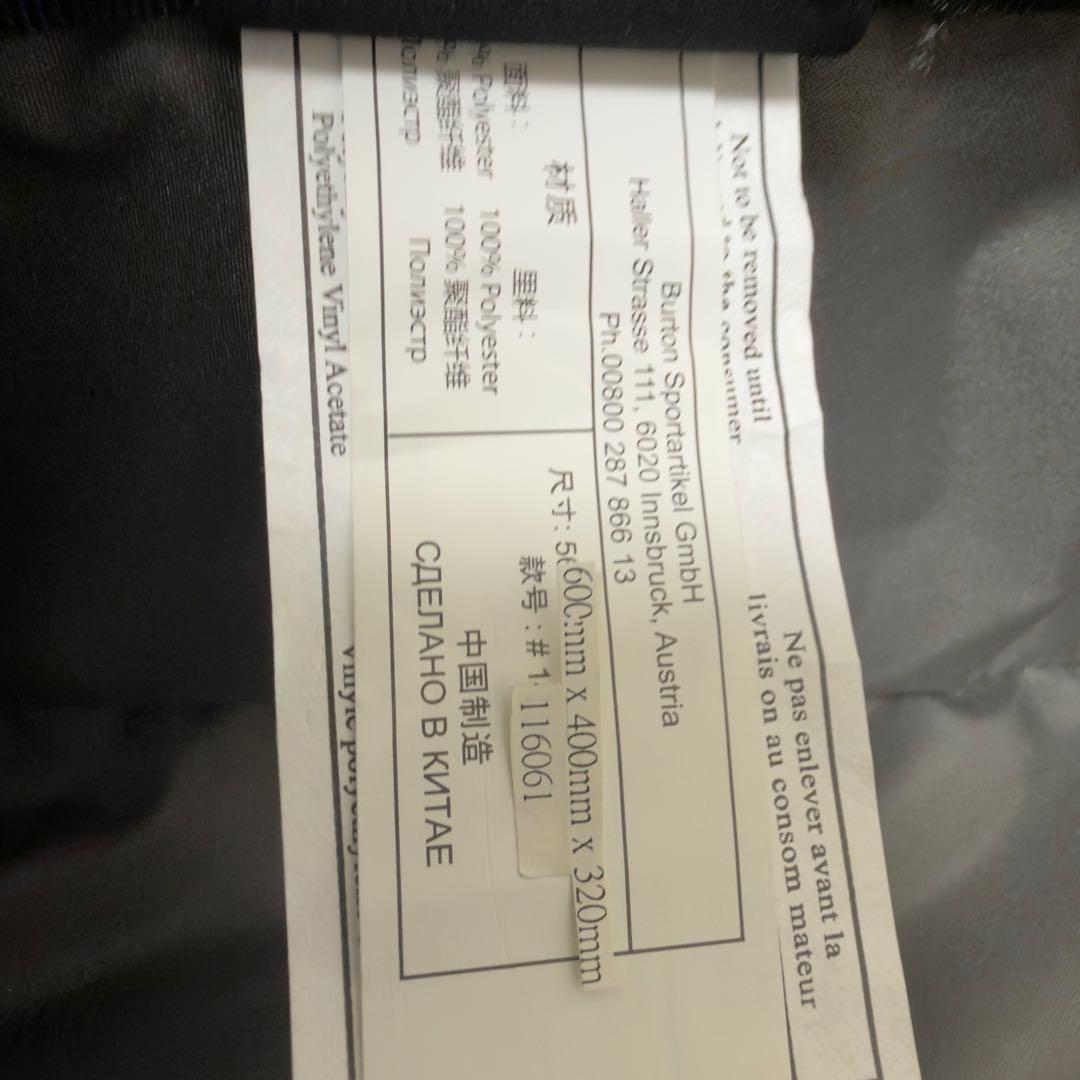 Not to be removed until
the consumer
Ne pas enlever avant la
livrais on au consom mateur
Burton Sportartikel GmbH
Haller Strasse 111, 6020 Innsbruck, Austria
Ph.00800 287 866 13
材质
面料:
% Polyester
% 聚酯纤维
Полиэстр
里料:
100% Polyester
100% 聚酯纤维
Полиэстр
尺寸: 600mm x 400mm x 320mm
款号: # 116061
中国制造
СДЕЛАНО В КИТАЕ
Polyethylene Vinyl Acetate